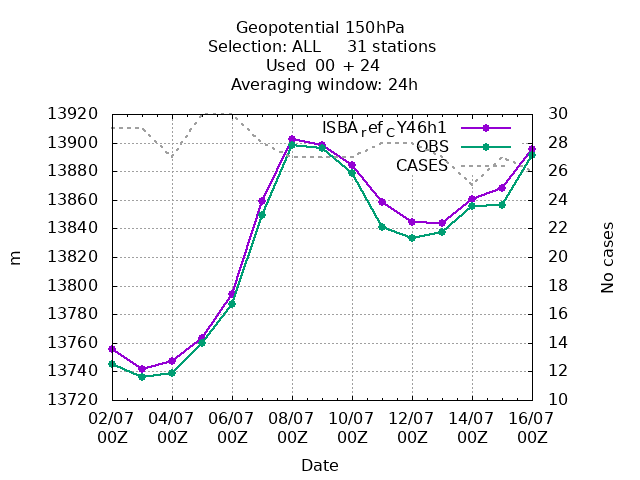 Geopotential 150hPa
Selection: ALL 31 stations
Used 00 + 24
Averaging window: 24h
ISBA_ref_CY46h1
OBS
CASES
13920
13900
13880
13860
13840
13820
13800
13780
13760
13740
13720
m
30
28
26
24
22
20
18
16
14
12
10
No cases
02/07 04/07 06/07 08/07 10/07 12/07 14/07 16/07
00Z 00Z 00Z 00Z 00Z 00Z 00Z 00Z
Date